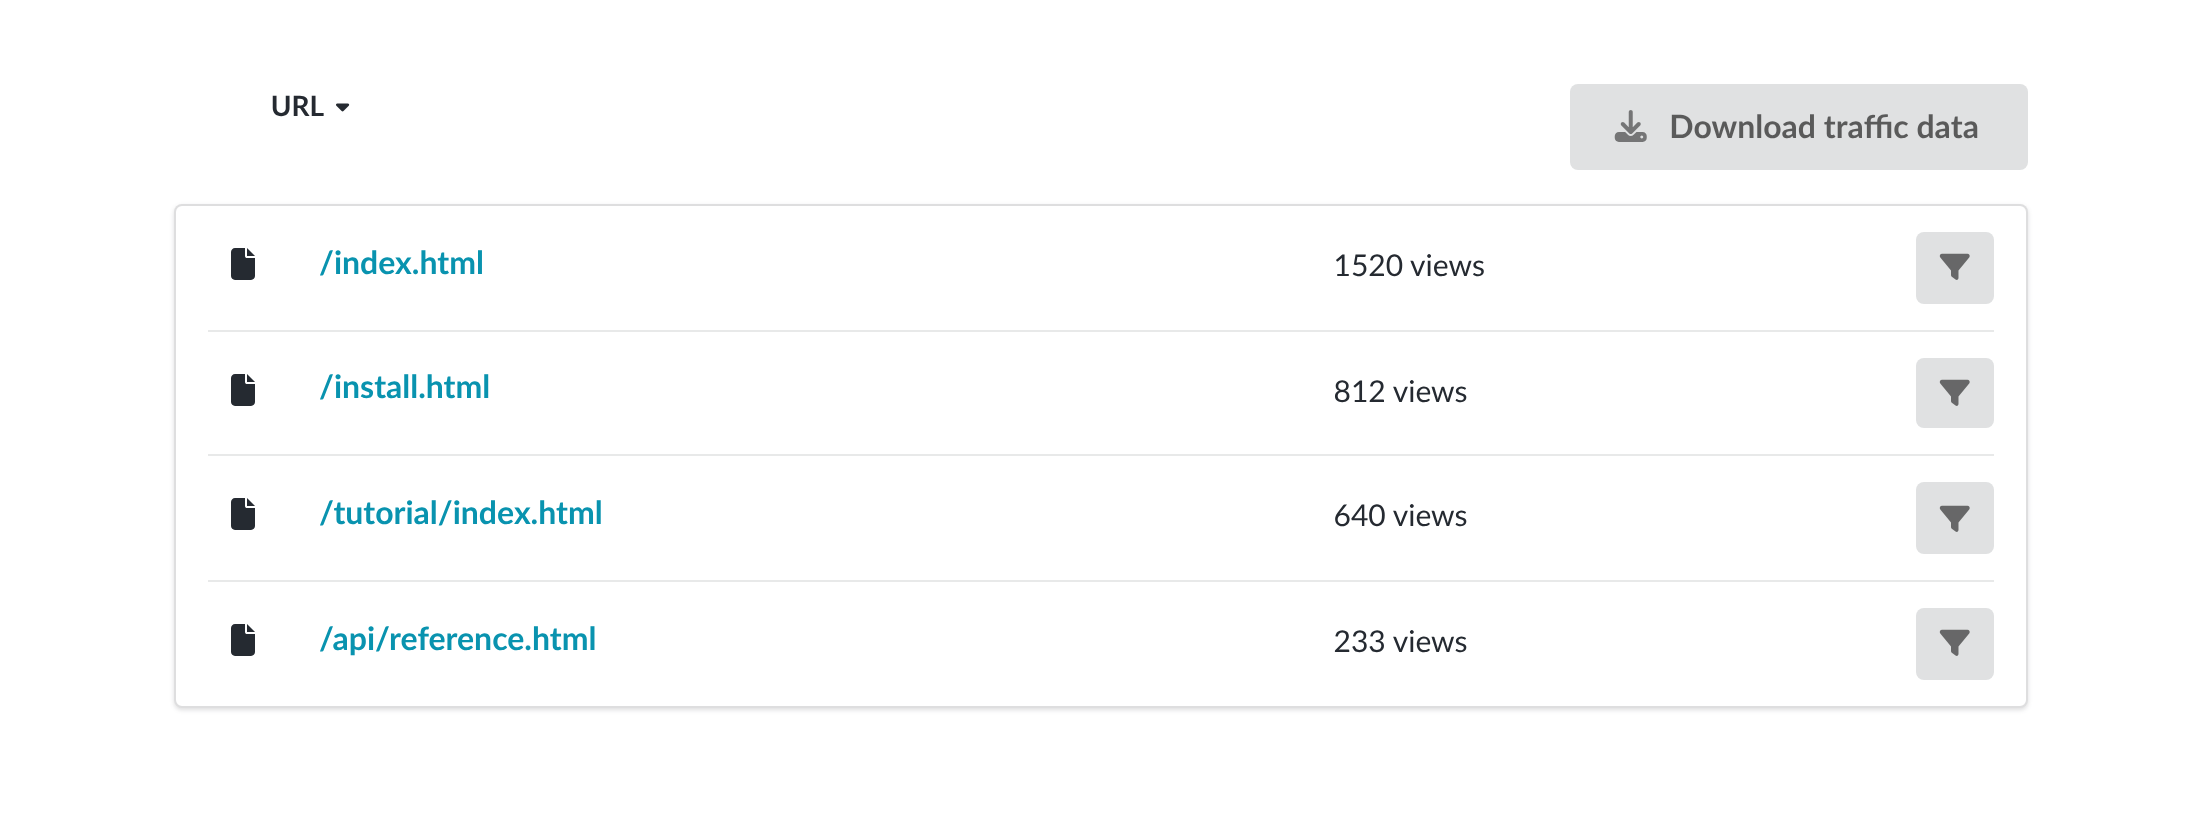 URL
Download traffic data
/index.html 1520 views
/install.html 812 views
/tutorial/index.html 640 views
/api/reference.html 233 views